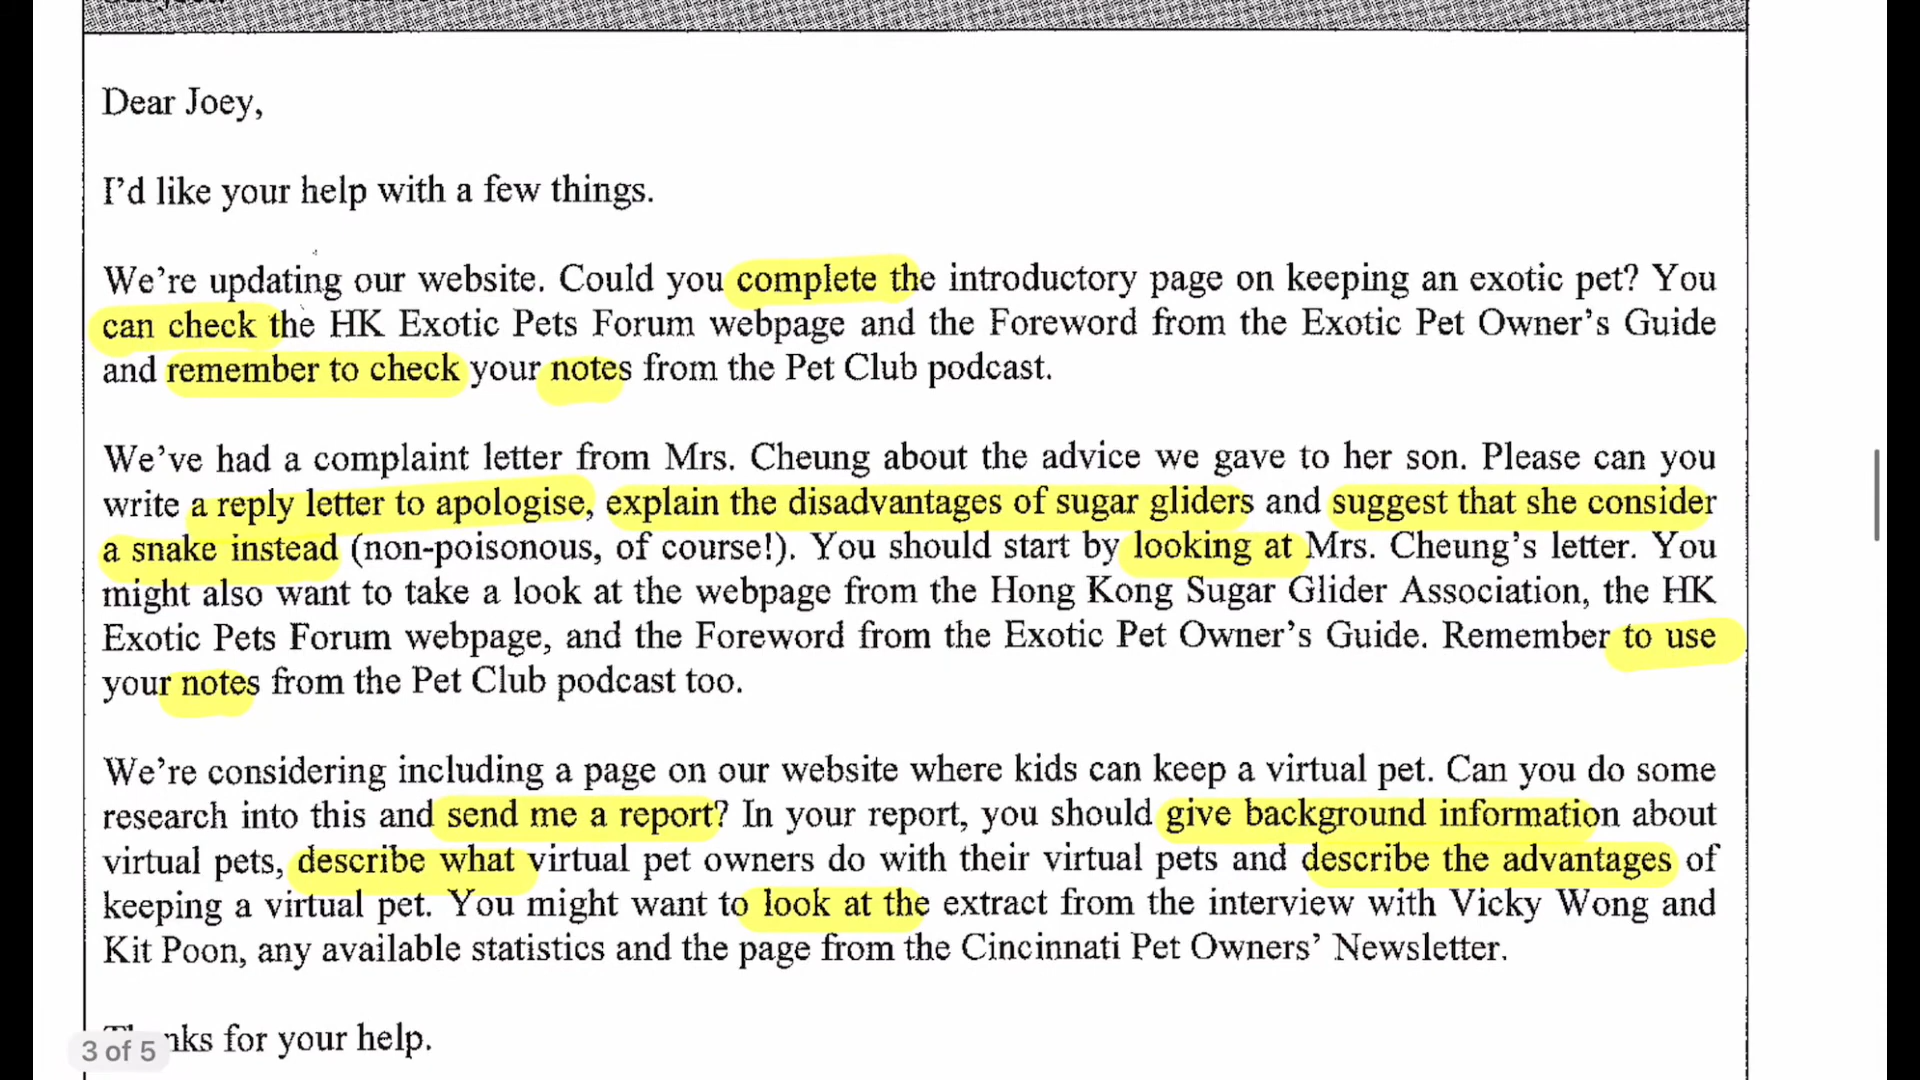 Dear Joey,
I'd like your help with a few things.
We're updating our website. Could you complete the introductory page on keeping an exotic pet? You
can check the HK Exotic Pets Forum webpage and the Foreword from the Exotic Pet Owner's Guide
and remember to check your notes from the Pet Club podcast.
We've had a complaint letter from Mrs. Cheung about the advice we gave to her son. Please can you
write a reply letter to apologise, explain the disadvantages of sugar gliders and suggest that she consider
a snake instead (non-poisonous, of course!). You should start by looking at Mrs. Cheung's letter. You
might also want to take a look at the webpage from the Hong Kong Sugar Glider Association, the HK
Exotic Pets Forum webpage, and the Foreword from the Exotic Pet Owner's Guide. Remember to use
your notes from the Pet Club podcast too.
We're considering including a page on our website where kids can keep a virtual pet. Can you do some
research into this and send me a report? In your report, you should give background information about
virtual pets, describe what virtual pet owners do with their virtual pets and describe the advantages of
keeping a virtual pet. You might want to look at the extract from the interview with Vicky Wong and
Kit Poon, any available statistics and the page from the Cincinnati Pet Owners' Newsletter.
for your help.
3 of 5